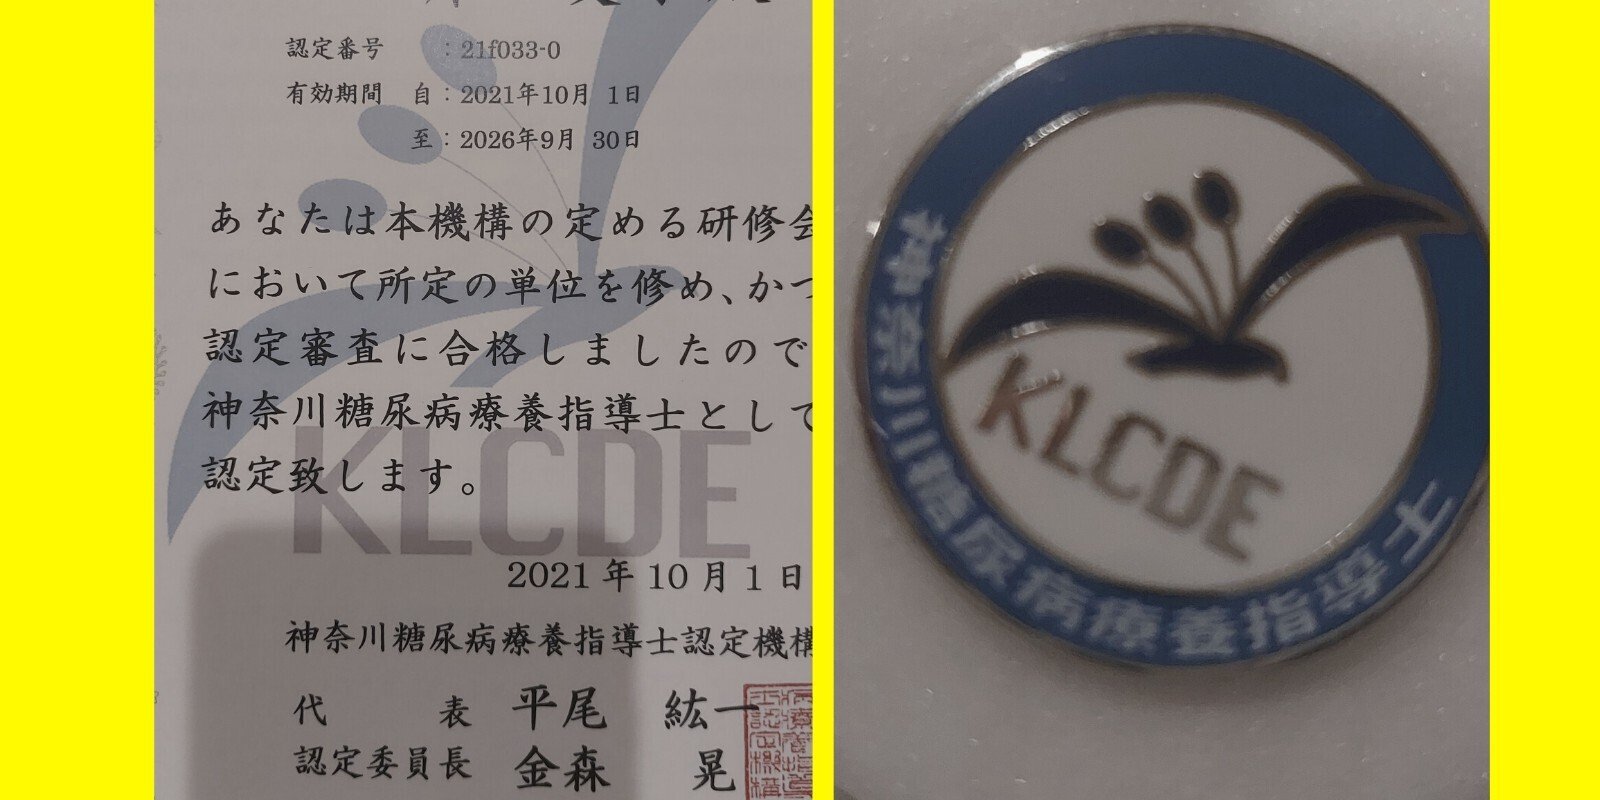 認定番号　：21f033-0
有効期間　自：2021年10月 1日
至：2026年9月 30日
あなたは本機構の定める研修会
において所定の単位を修め、かつ
認定審査に合格しましたので
神奈川糖尿病療養指導士として
認定致します。
KLCDE
2021年10月1日
神奈川糖尿病療養指導士認定機構
代　　表　平尾　紘一
認定委員長　金森　晃
神奈川糖尿病療養指導士
KLCDE